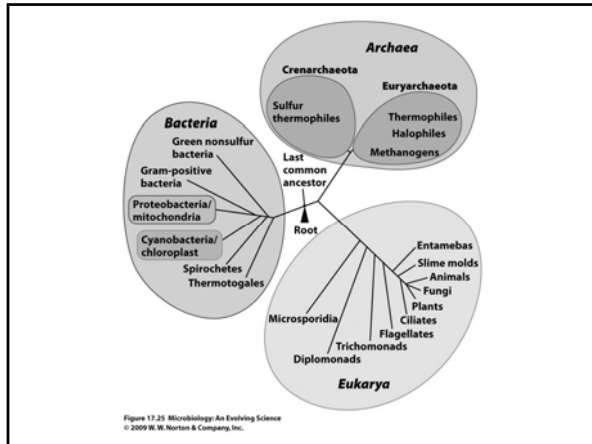 Archaea
Crenarchaeota
Euryarchaeota
Sulfur
thermophiles
Thermophiles
Halophiles
Methanogens
Bacteria
Green nonsulfur
bacteria
Gram-positive
bacteria
Proteobacteria/
mitochondria
Cyanobacteria/
chloroplast
Spirochetes
Thermotogales
Last
common
ancestor
Root
Entamebas
Slime molds
Animals
Fungi
Plants
Ciliates
Flagellates
Trichomonads
Diplomonads
Microsporidia
Eukarya
Figure 17.25 Microbiology: An Evolving Science
© 2009 W. W. Norton & Company, Inc.